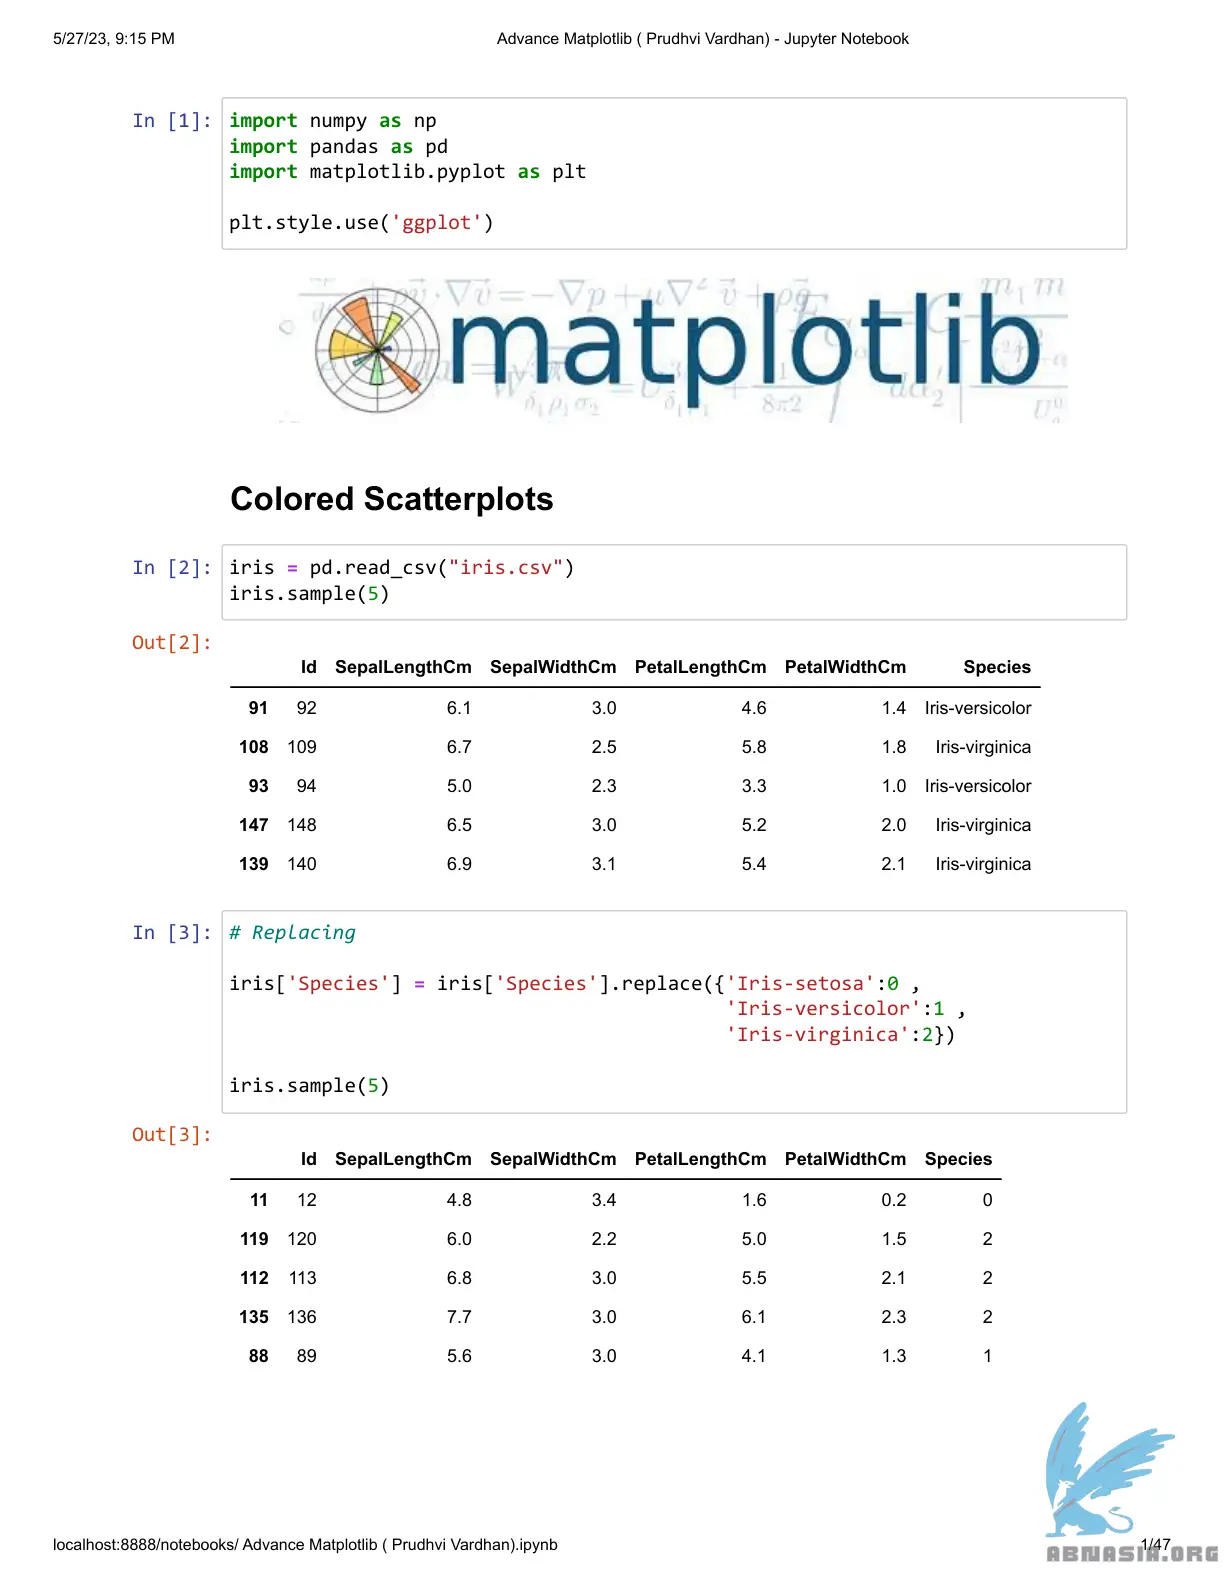 5/27/23, 9:15 PM Advance Matplotlib ( Prudhvi Vardhan) - Jupyter Notebook
In [1]: import numpy as np
import pandas as pd
import matplotlib.pyplot as plt
plt.style.use('ggplot')
matplotlib
Colored Scatterplots
In [2]: iris = pd.read_csv("iris.csv")
iris.sample(5)
Out[2]:
Id SepalLengthCm SepalWidthCm PetalLengthCm PetalWidthCm Species
91 92 6.1 3.0 4.6 1.4 Iris-versicolor
108 109 6.7 2.5 5.8 1.8 Iris-virginica
93 94 5.0 2.3 3.3 1.0 Iris-versicolor
147 148 6.5 3.0 5.2 2.0 Iris-virginica
139 140 6.9 3.1 5.4 2.1 Iris-virginica
In [3]: # Replacing
iris['Species'] = iris['Species'].replace({'Iris-setosa':0 ,
'Iris-versicolor':1 ,
'Iris-virginica':2})
iris.sample(5)
Out[3]:
Id SepalLengthCm SepalWidthCm PetalLengthCm PetalWidthCm Species
11 12 4.8 3.4 1.6 0.2 0
119 120 6.0 2.2 5.0 1.5 2
112 113 6.8 3.0 5.5 2.1 2
135 136 7.7 3.0 6.1 2.3 2
88 89 5.6 3.0 4.1 1.3 1
localhost:8888/notebooks/ Advance Matplotlib ( Prudhvi Vardhan).ipynb 1/47
ABNASIA.ORG